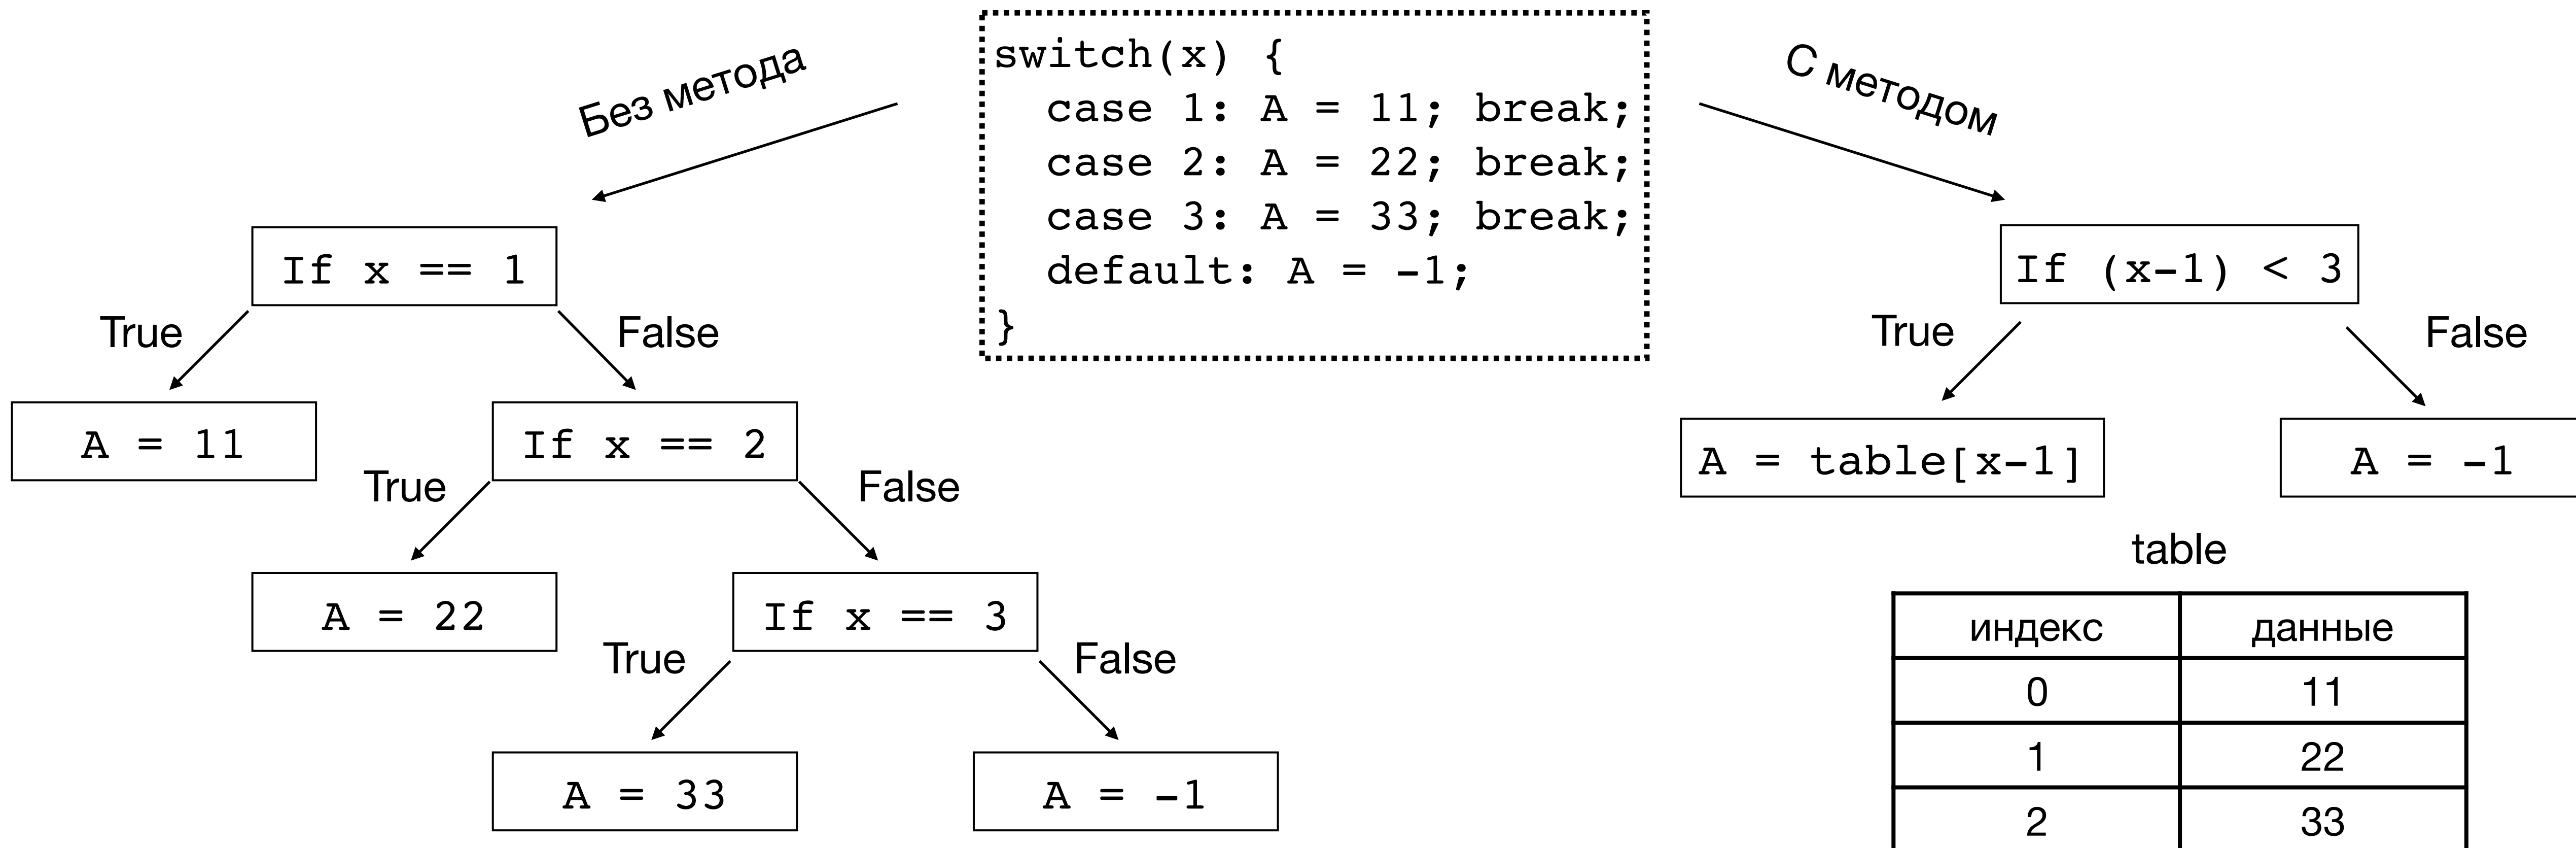 Без метода
switch(x) {
  case 1: A = 11; break;
  case 2: A = 22; break;
  case 3: A = 33; break;
  default: A = -1;
}
С методом
If x == 1
True
False
A = 11
If x == 2
True
False
A = 22
If x == 3
True
False
A = 33
A = -1
If (x-1) < 3
True
False
A = table[x-1]
A = -1
table
индекс данные
0 11
1 22
2 33